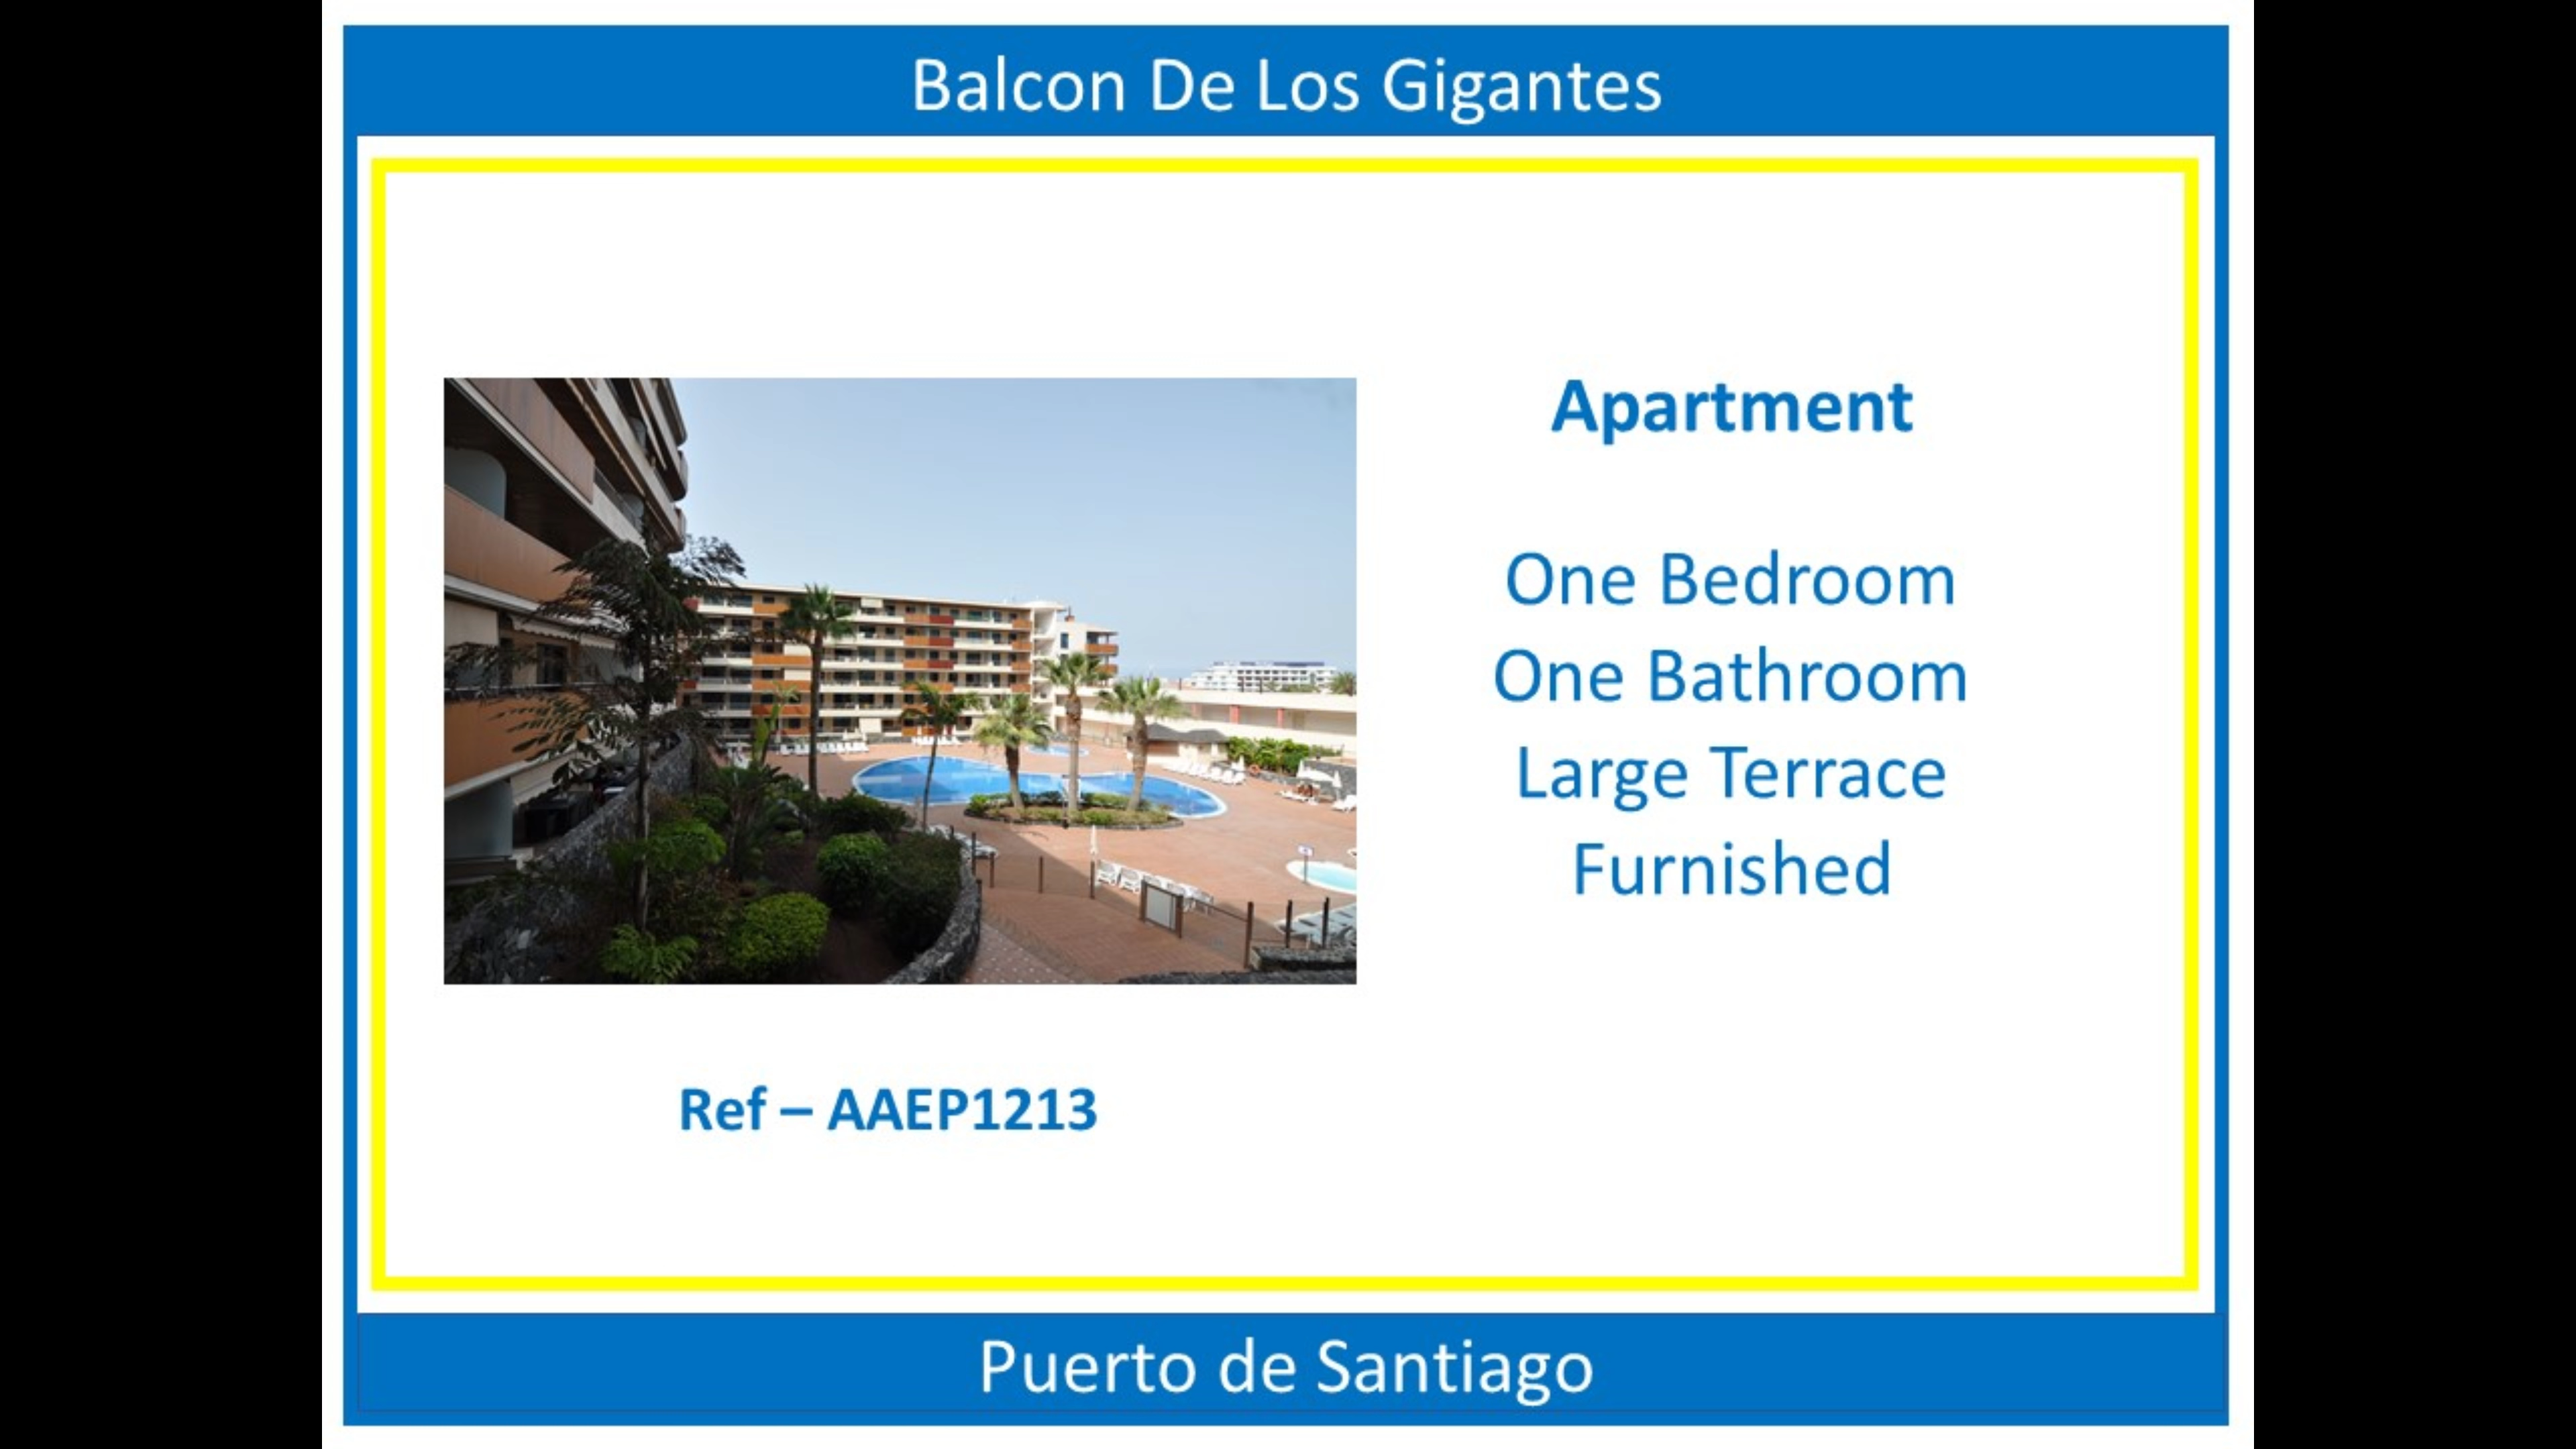 Balcon De Los Gigantes
Apartment
One Bedroom
One Bathroom
Large Terrace
Furnished
Ref – AAEP1213
Puerto de Santiago